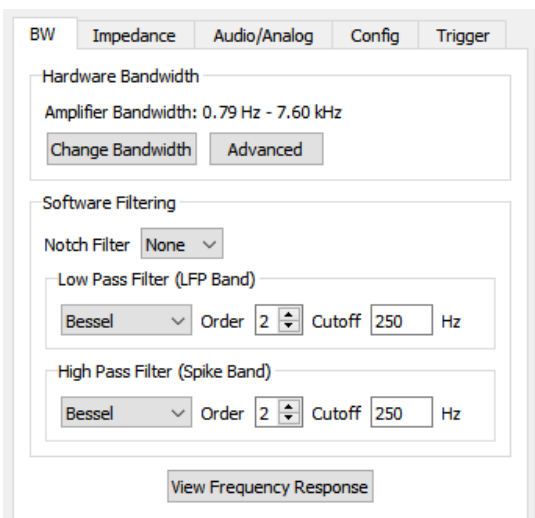 BW Impedance Audio/Analog Config Trigger
Hardware Bandwidth
Amplifier Bandwidth: 0.79 Hz - 7.60 kHz
Change Bandwidth Advanced
Software Filtering
Notch Filter None
Low Pass Filter (LFP Band)
Bessel Order 2 Cutoff 250 Hz
High Pass Filter (Spike Band)
Bessel Order 2 Cutoff 250 Hz
View Frequency Response